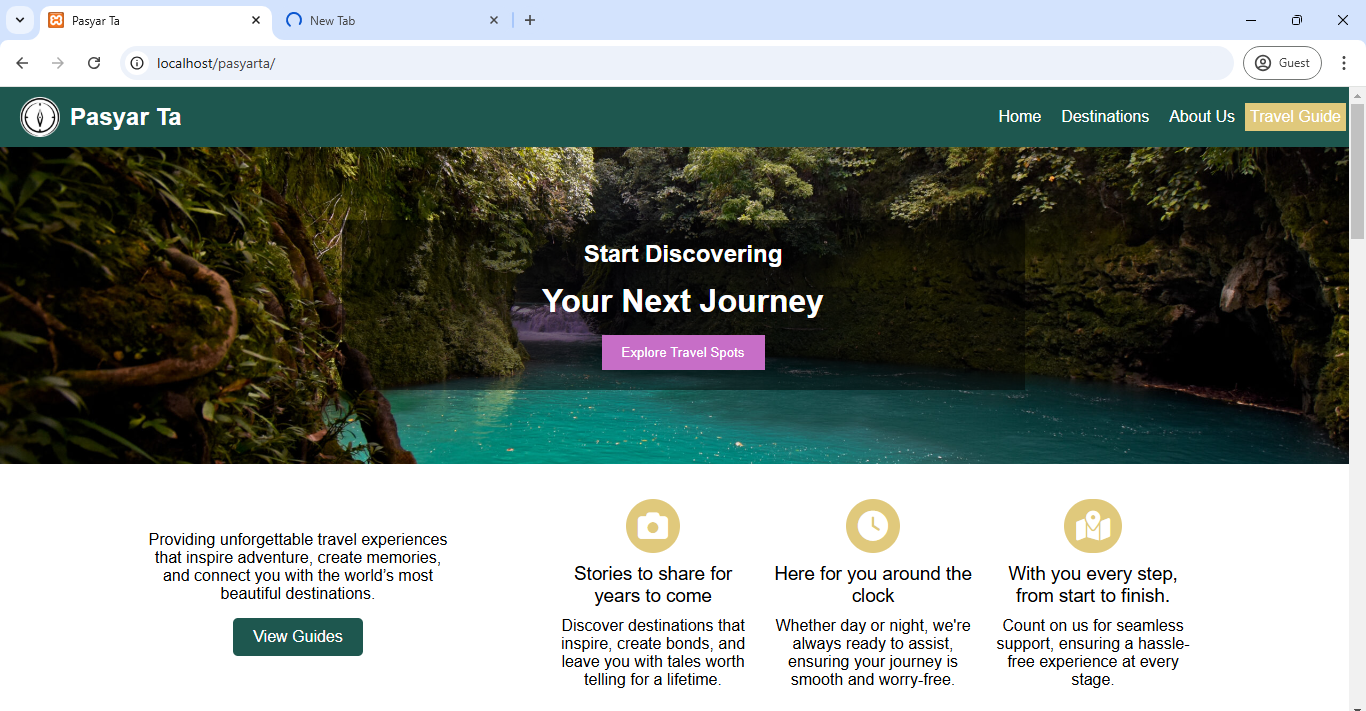 Pasyar Ta
New Tab
localhost/pasyarta/
Guest
Pasyar Ta
Home Destinations About Us Travel Guide
Start Discovering
Your Next Journey
Explore Travel Spots
Providing unforgettable travel experiences
that inspire adventure, create memories,
and connect you with the world’s most
beautiful destinations.
View Guides
Stories to share for
years to come
Discover destinations that
inspire, create bonds, and
leave you with tales worth
telling for a lifetime.
Here for you around the
clock
Whether day or night, we're
always ready to assist,
ensuring your journey is
smooth and worry-free.
With you every step,
from start to finish.
Count on us for seamless
support, ensuring a hassle-
free experience at every
stage.